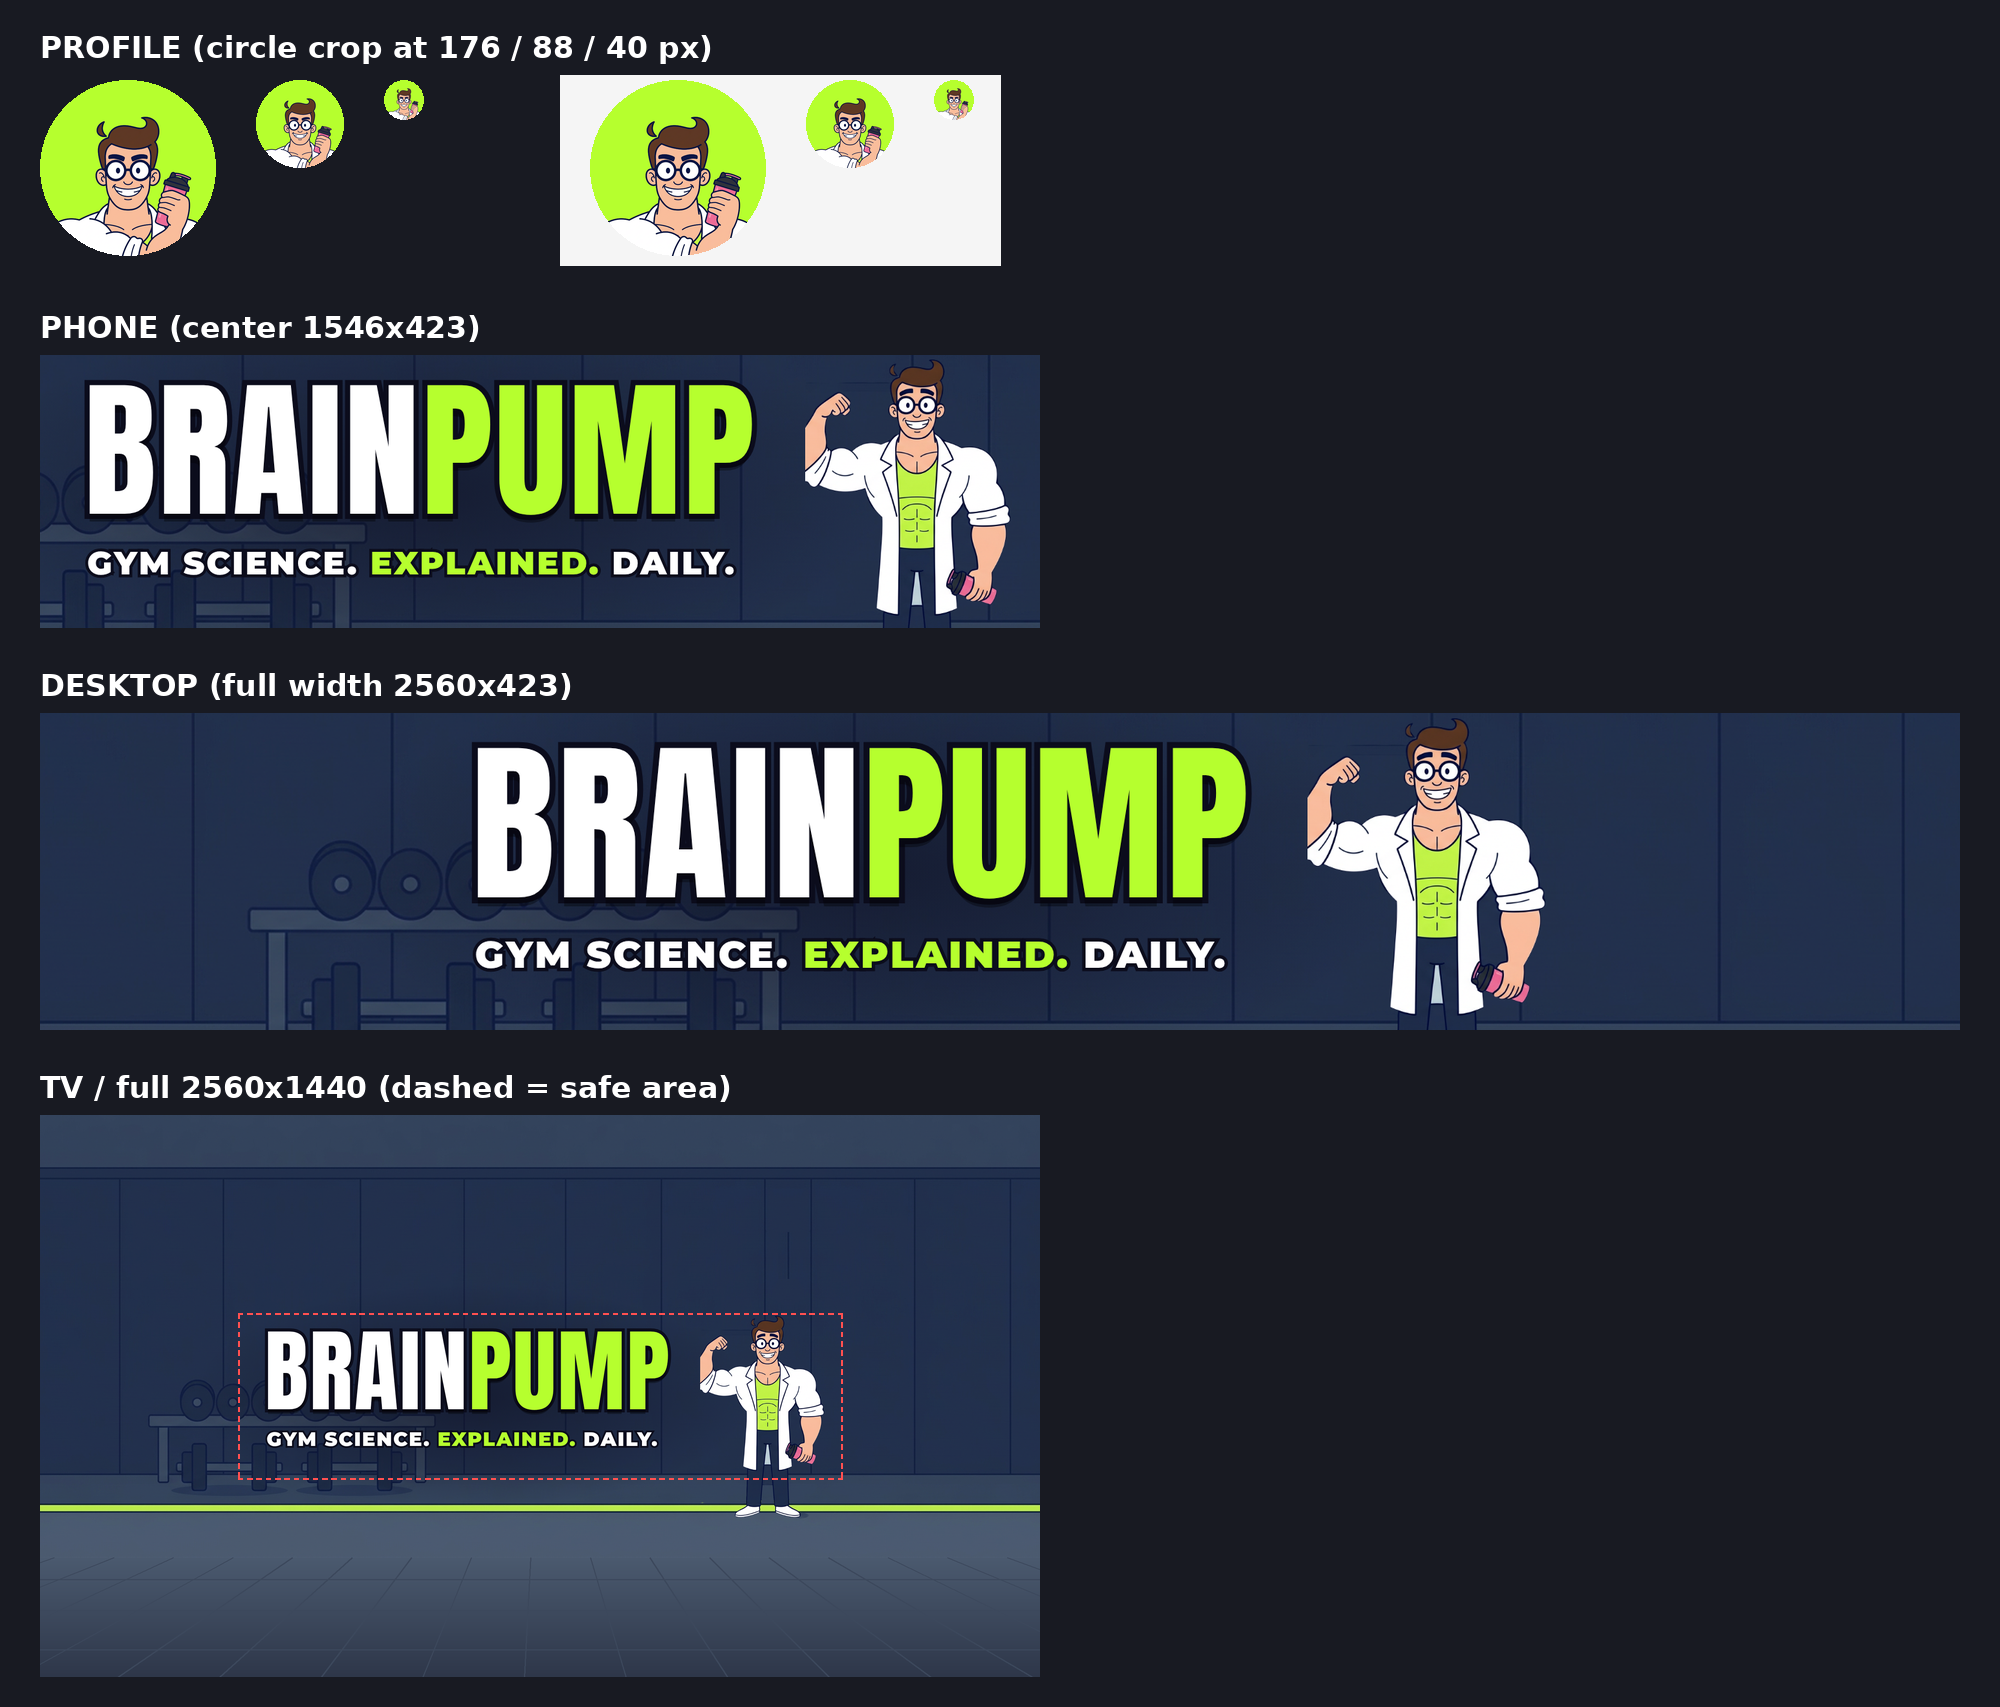 PROFILE (circle crop at 176 / 88 / 40 px)
PHONE (center 1546x423)
BRAINPUMP
GYM SCIENCE. EXPLAINED. DAILY.
DESKTOP (full width 2560x423)
BRAINPUMP
GYM SCIENCE. EXPLAINED. DAILY.
TV / full 2560x1440 (dashed = safe area)
BRAINPUMP
GYM SCIENCE. EXPLAINED. DAILY.